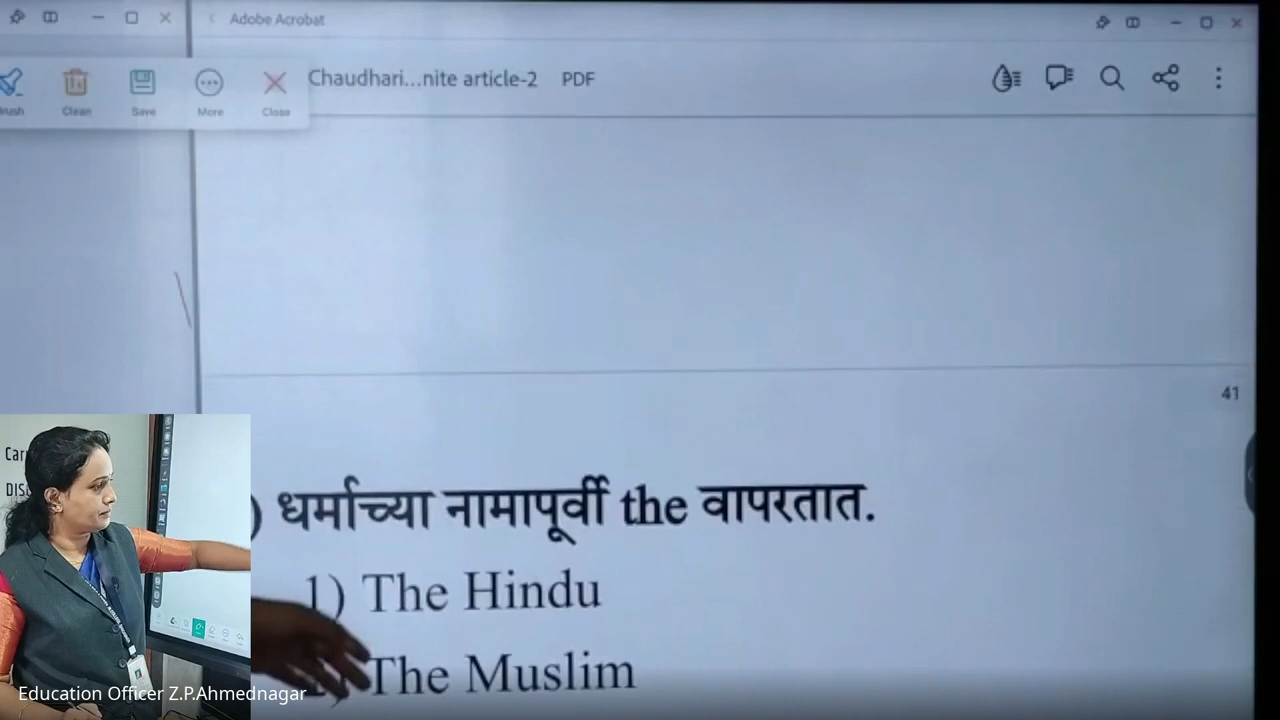 Adobe Acrobat
Chaudhari...nite article-2 PDF
Clean Save More Close
41
) धर्माच्या नामापूर्वी the वापरतात.
1) The Hindu
The Muslim
Education Officer Z.P.Ahmednagar